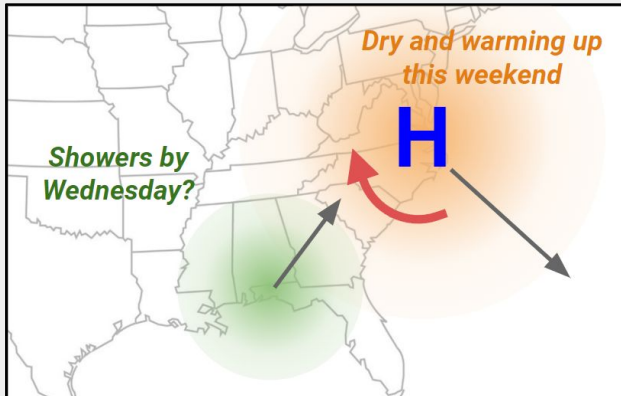 Dry and warming up
this weekend
H
Showers by
Wednesday?